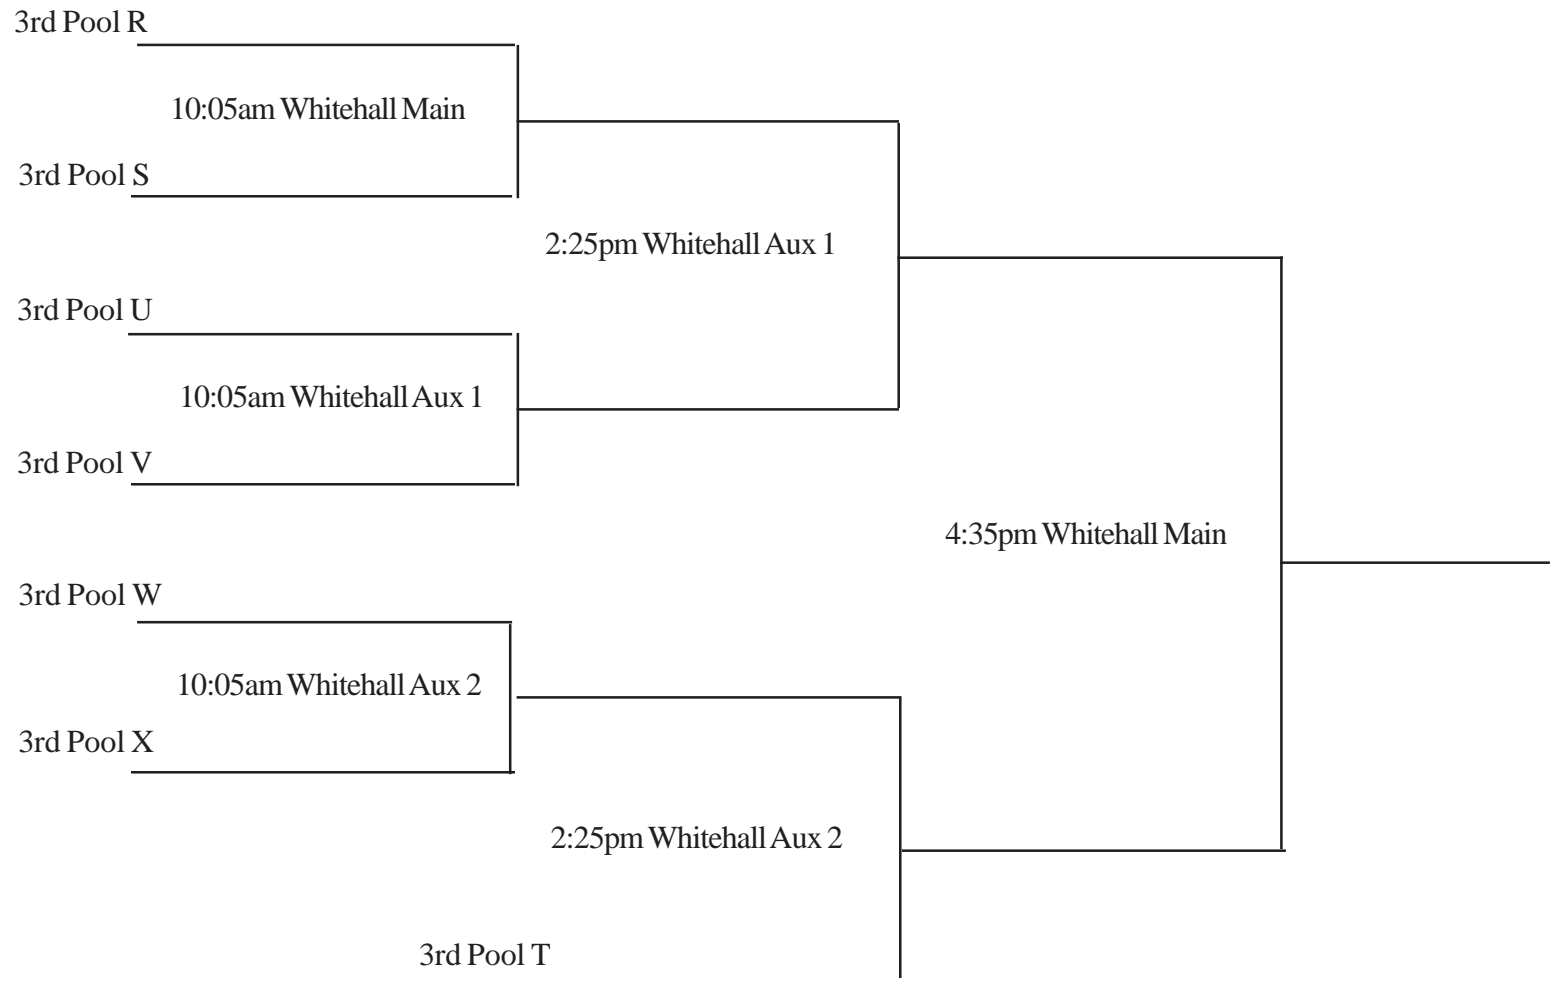 3rd Pool R
10:05am Whitehall Main
3rd Pool S
2:25pm Whitehall Aux 1
3rd Pool U
10:05am Whitehall Aux 1
3rd Pool V
4:35pm Whitehall Main
3rd Pool W
10:05am Whitehall Aux 2
3rd Pool X
2:25pm Whitehall Aux 2
3rd Pool T